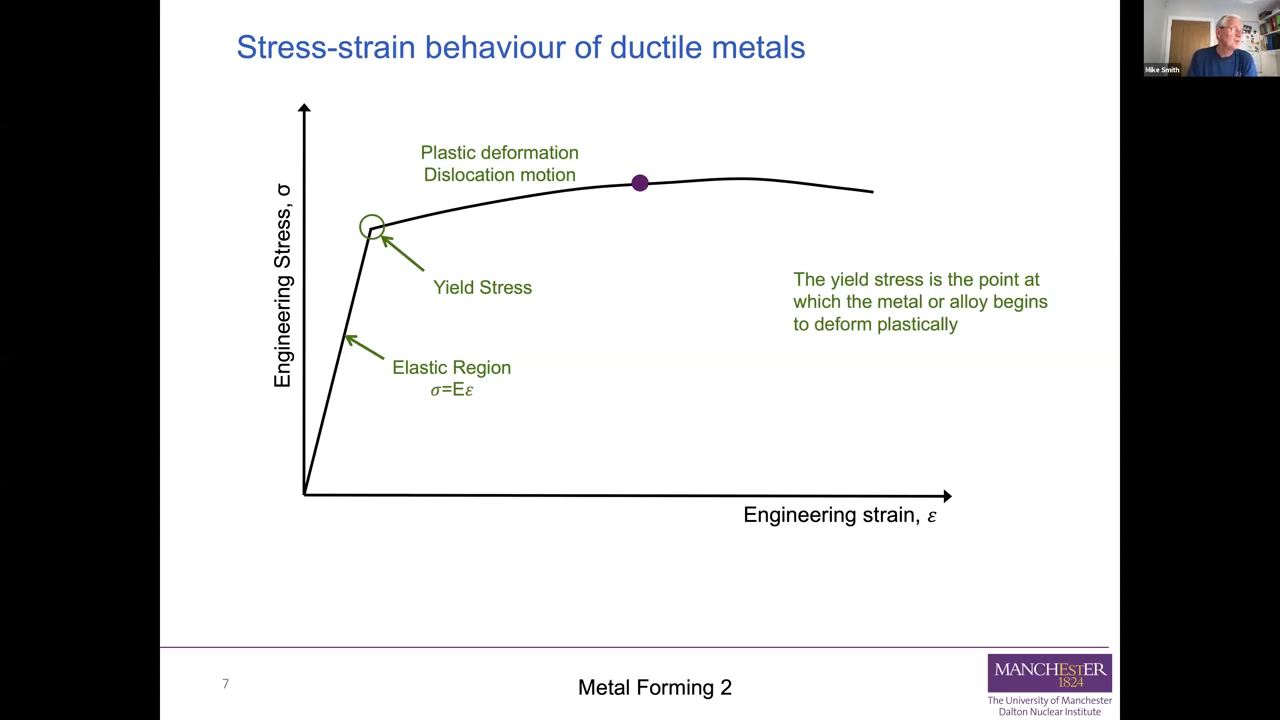 Stress-strain behaviour of ductile metals
Mike Smith
Plastic deformation
Dislocation motion
Engineering Stress, σ
Yield Stress
The yield stress is the point at
which the metal or alloy begins
to deform plastically
Elastic Region
σ=Eε
Engineering strain, ε
7
Metal Forming 2
MANCHESTER
1824
The University of Manchester
Dalton Nuclear Institute